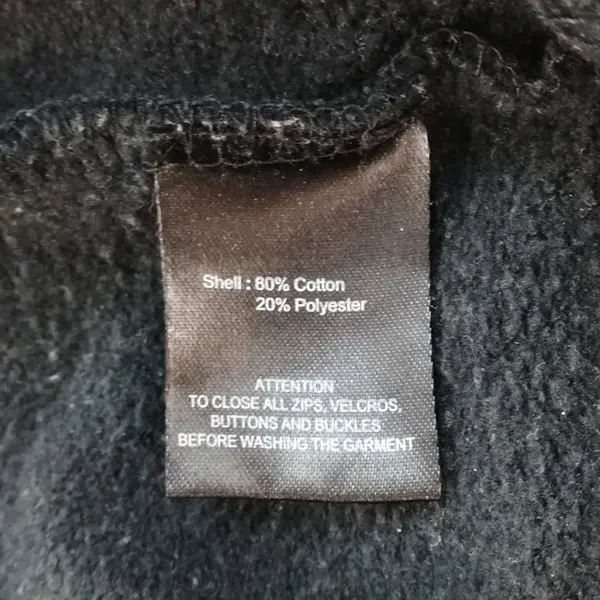 Shell : 80% Cotton
20% Polyester
ATTENTION
TO CLOSE ALL ZIPS, VELCROS,
BUTTONS AND BUCKLES
BEFORE WASHING THE GARMENT